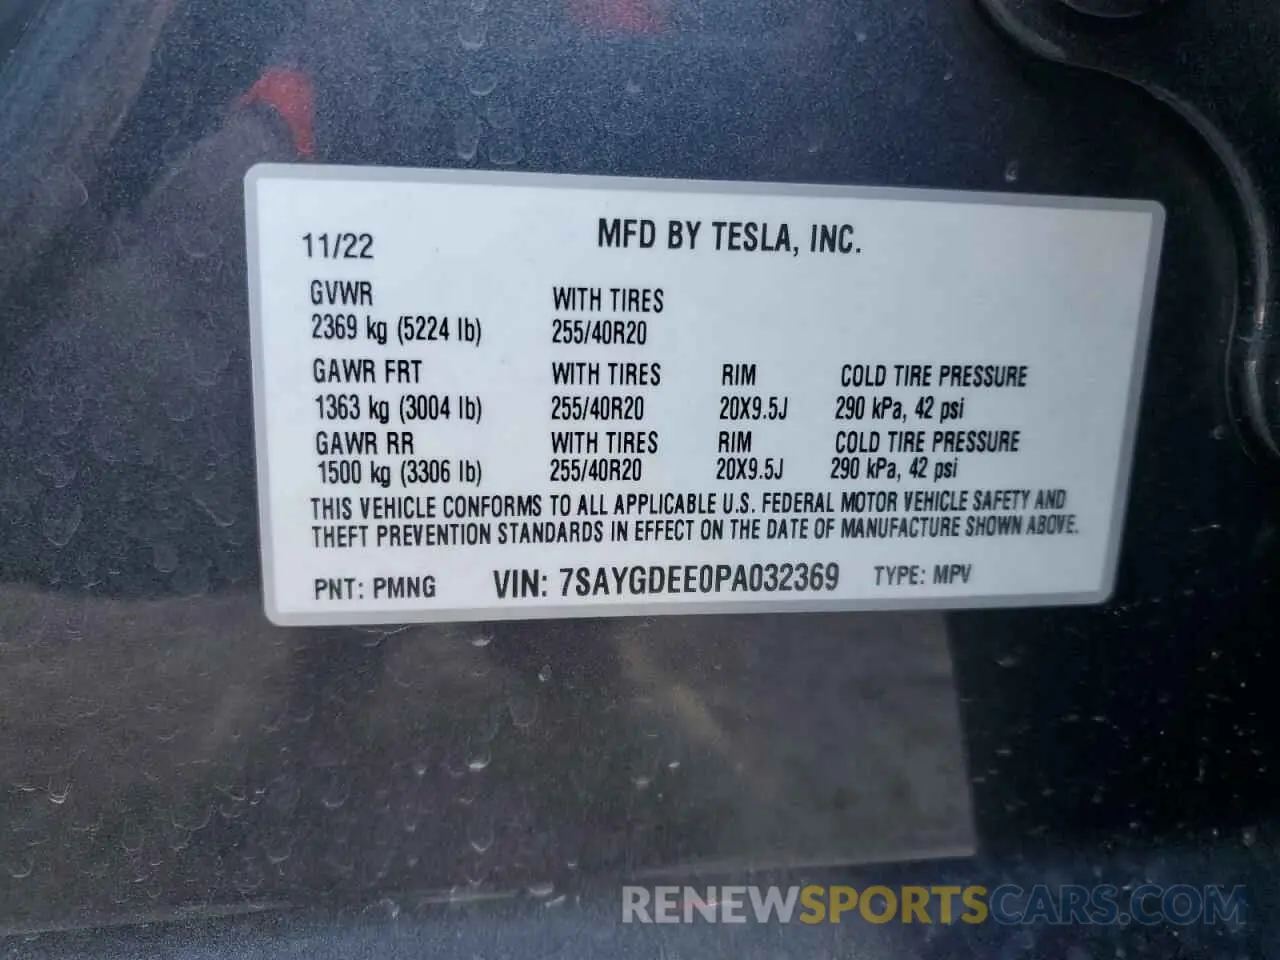 11/22 MFD BY TESLA, INC.
GVWR WITH TIRES
2369 kg (5224 lb) 255/40R20
GAWR FRT WITH TIRES RIM COLD TIRE PRESSURE
1363 kg (3004 lb) 255/40R20 20X9.5J 290 kPa, 42 psi
GAWR RR WITH TIRES RIM COLD TIRE PRESSURE
1500 kg (3306 lb) 255/40R20 20X9.5J 290 kPa, 42 psi
THIS VEHICLE CONFORMS TO ALL APPLICABLE U.S. FEDERAL MOTOR VEHICLE SAFETY AND
THEFT PREVENTION STANDARDS IN EFFECT ON THE DATE OF MANUFACTURE SHOWN ABOVE.
PNT: PMNG VIN: 7SAYGDEE0PA032369 TYPE: MPV
RENEWSPORTSCARS.COM